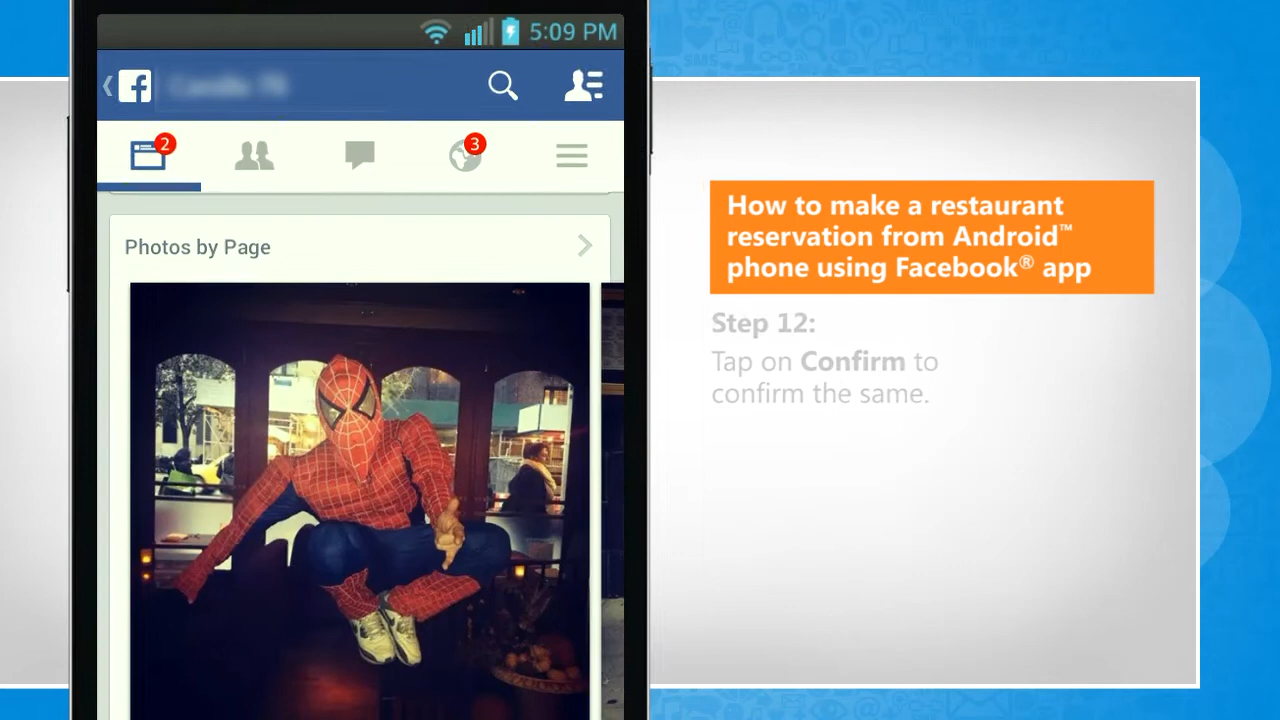 5:09 PM
2
3
Photos by Page
How to make a restaurant
reservation from Android™
phone using Facebook® app
Step 12:
Tap on Confirm to
confirm the same.